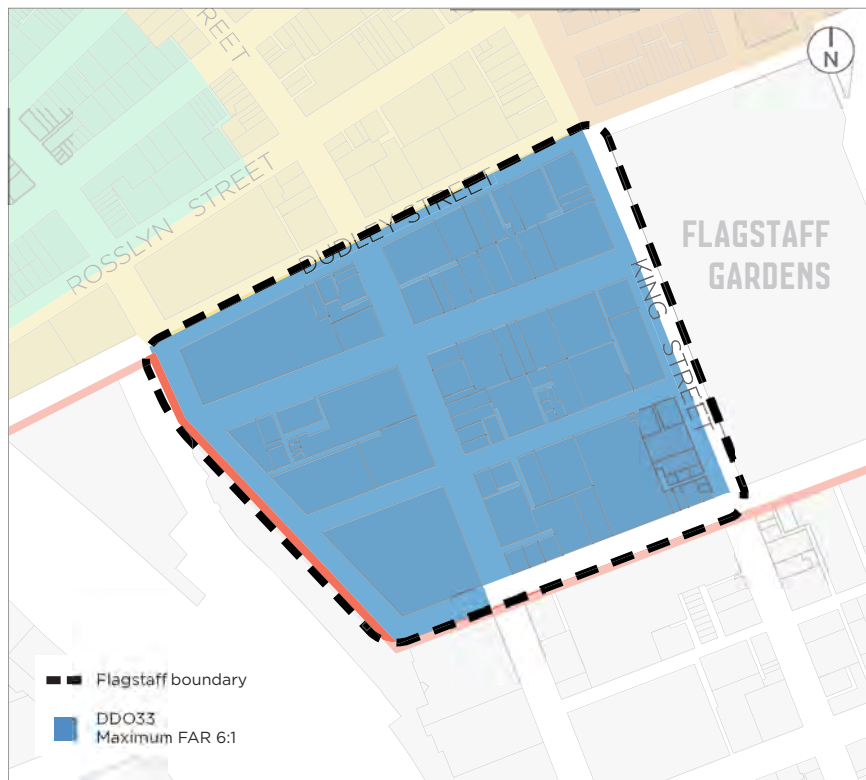 STREET
N
ROSSLYN STREET
DUDLEY STREET
FLAGSTAFF
GARDENS
KING STREET
Flagstaff boundary
DDO33
Maximum FAR 6:1